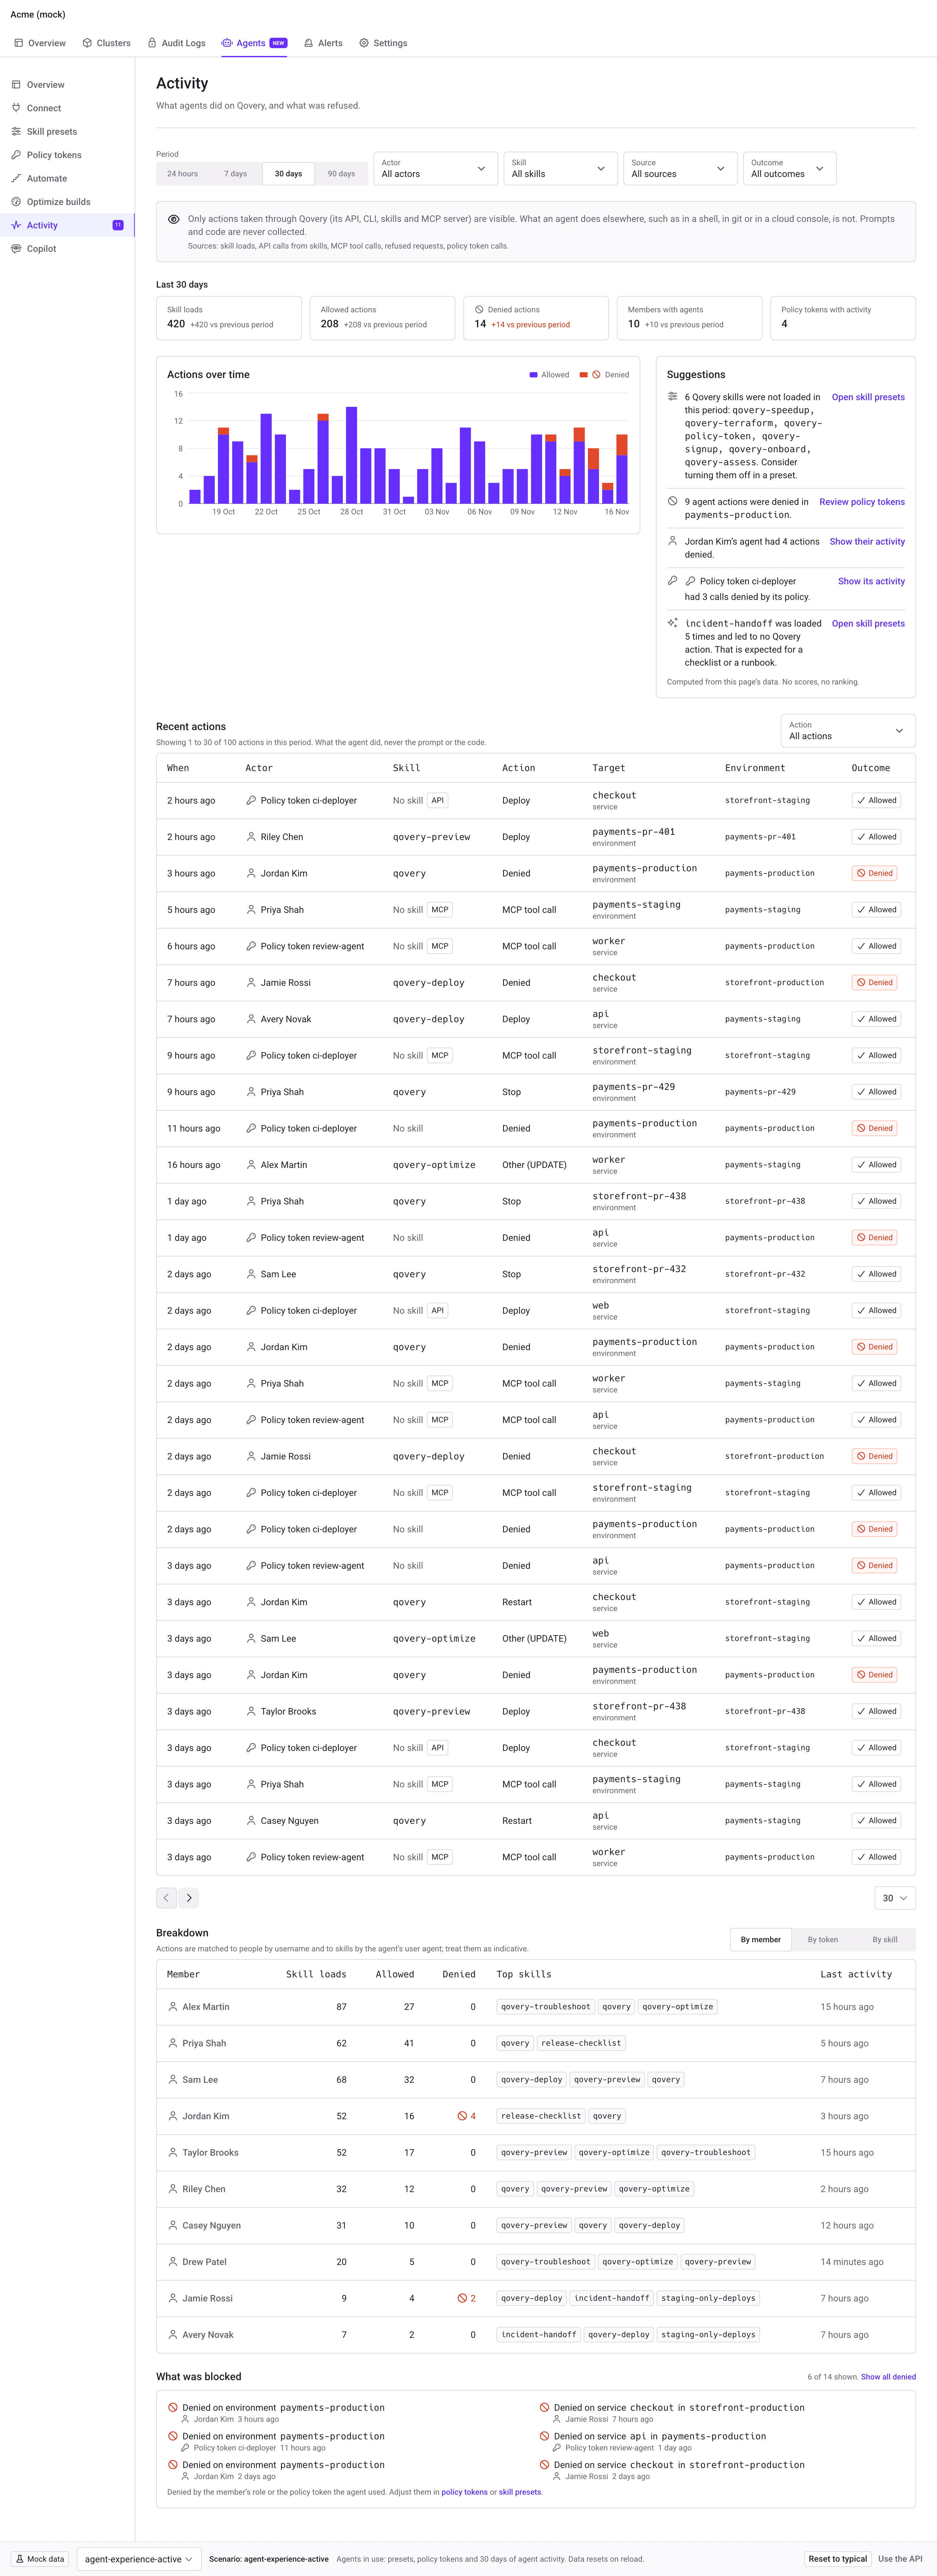 Acme (mock)
Overview Clusters Audit Logs Agents NEW Alerts Settings
Overview
Connect
Skill presets
Policy tokens
Automate
Optimize builds
Activity 11
Copilot
Activity
What agents did on Qovery, and what was refused.
Period
24 hours 7 days 30 days 90 days
Actor
All actors
Skill
All skills
Source
All sources
Outcome
All outcomes
Only actions taken through Qovery (its API, CLI, skills and MCP server) are visible. What an agent does elsewhere, such as in a shell, in git or in a cloud console, is not. Prompts
and code are never collected.
Sources: skill loads, API calls from skills, MCP tool calls, refused requests, policy token calls.
Last 30 days
Skill loads
420 +420 vs previous period
Allowed actions
208 +208 vs previous period
Denied actions
14 +14 vs previous period
Members with agents
10 +10 vs previous period
Policy tokens with activity
4
Actions over time
Allowed Denied
16
12
8
4
0
19 Oct 22 Oct 25 Oct 28 Oct 31 Oct 03 Nov 06 Nov 09 Nov 12 Nov 16 Nov
Suggestions
6 Qovery skills were not loaded in Open skill presets
this period: qovery-speedup,
qovery-terraform, qovery-
policy-token, qovery-
signup, qovery-onboard,
qovery-assess. Consider
turning them off in a preset.
9 agent actions were denied in Review policy tokens
payments-production.
Jordan Kim's agent had 4 actions Show their activity
denied.
Policy token ci-deployer Show its activity
had 3 calls denied by its policy.
incident-handoff was loaded Open skill presets
5 times and led to no Qovery
action. That is expected for a
checklist or a runbook.
Computed from this page's data. No scores, no ranking.
Recent actions
Showing 1 to 30 of 100 actions in this period. What the agent did, never the prompt or the code.
Action
All actions
When Actor Skill Action Target Environment Outcome
2 hours ago Policy token ci-deployer No skill API Deploy checkout service storefront-staging Allowed
2 hours ago Riley Chen qovery-preview Deploy payments-pr-401 environment payments-pr-401 Allowed
3 hours ago Jordan Kim qovery Denied payments-production environment payments-production Denied
5 hours ago Priya Shah No skill MCP MCP tool call payments-staging environment payments-staging Allowed
6 hours ago Policy token review-agent No skill MCP MCP tool call worker service payments-production Allowed
7 hours ago Jamie Rossi qovery-deploy Denied checkout service storefront-production Denied
7 hours ago Avery Novak qovery-deploy Deploy api service payments-staging Allowed
9 hours ago Policy token ci-deployer No skill MCP MCP tool call storefront-staging environment storefront-staging Allowed
9 hours ago Priya Shah qovery Stop payments-pr-429 environment payments-pr-429 Allowed
11 hours ago Policy token ci-deployer No skill Denied payments-production environment payments-production Denied
16 hours ago Alex Martin qovery-optimize Other (UPDATE) worker service payments-staging Allowed
1 day ago Priya Shah qovery Stop storefront-pr-438 environment storefront-pr-438 Allowed
1 day ago Policy token review-agent No skill Denied api service payments-production Denied
2 days ago Sam Lee qovery Stop storefront-pr-432 environment storefront-pr-432 Allowed
2 days ago Policy token ci-deployer No skill API Deploy web service storefront-staging Allowed
2 days ago Jordan Kim qovery Denied payments-production environment payments-production Denied
2 days ago Priya Shah No skill MCP MCP tool call worker service payments-staging Allowed
2 days ago Policy token review-agent No skill MCP MCP tool call api service payments-production Allowed
2 days ago Jamie Rossi qovery-deploy Denied checkout service storefront-production Denied
2 days ago Policy token ci-deployer No skill MCP MCP tool call storefront-staging environment storefront-staging Allowed
2 days ago Policy token ci-deployer No skill Denied payments-production environment payments-production Denied
3 days ago Policy token review-agent No skill Denied api service payments-production Denied
3 days ago Jordan Kim qovery Restart checkout service storefront-staging Allowed
3 days ago Sam Lee qovery-optimize Other (UPDATE) web service storefront-staging Allowed
3 days ago Jordan Kim qovery Denied payments-production environment payments-production Denied
3 days ago Taylor Brooks qovery-preview Deploy storefront-pr-438 environment storefront-pr-438 Allowed
3 days ago Policy token ci-deployer No skill API Deploy checkout service storefront-staging Allowed
3 days ago Priya Shah No skill MCP MCP tool call payments-staging environment payments-staging Allowed
3 days ago Casey Nguyen qovery Restart api service payments-staging Allowed
3 days ago Policy token review-agent No skill MCP MCP tool call worker service payments-production Allowed
30
Breakdown
Actions are matched to people by username and to skills by the agent's user agent; treat them as indicative.
By member By token By skill
Member Skill loads Allowed Denied Top skills Last activity
Alex Martin 87 27 0 qovery-troubleshoot qovery qovery-optimize 15 hours ago
Priya Shah 62 41 0 qovery release-checklist 5 hours ago
Sam Lee 68 32 0 qovery-deploy qovery-preview qovery 7 hours ago
Jordan Kim 52 16 4 release-checklist qovery 3 hours ago
Taylor Brooks 52 17 0 qovery-preview qovery-optimize qovery-troubleshoot 15 hours ago
Riley Chen 32 12 0 qovery qovery-preview qovery-optimize 2 hours ago
Casey Nguyen 31 10 0 qovery-preview qovery qovery-deploy 12 hours ago
Drew Patel 20 5 0 qovery-troubleshoot qovery-optimize qovery-preview 14 minutes ago
Jamie Rossi 9 4 2 qovery-deploy incident-handoff staging-only-deploys 7 hours ago
Avery Novak 7 2 0 incident-handoff qovery-deploy staging-only-deploys 7 hours ago
What was blocked
6 of 14 shown. Show all denied
Denied on environment payments-production
Jordan Kim 3 hours ago
Denied on service checkout in storefront-production
Jamie Rossi 7 hours ago
Denied on environment payments-production
Policy token ci-deployer 11 hours ago
Denied on service api in payments-production
Policy token review-agent 1 day ago
Denied on environment payments-production
Jordan Kim 2 days ago
Denied on service checkout in storefront-production
Jamie Rossi 2 days ago
Denied by the member's role or the policy token the agent used. Adjust them in policy tokens or skill presets.
Mock data agent-experience-active Scenario: agent-experience-active Agents in use: presets, policy tokens and 30 days of agent activity. Data resets on reload. Reset to typical Use the API